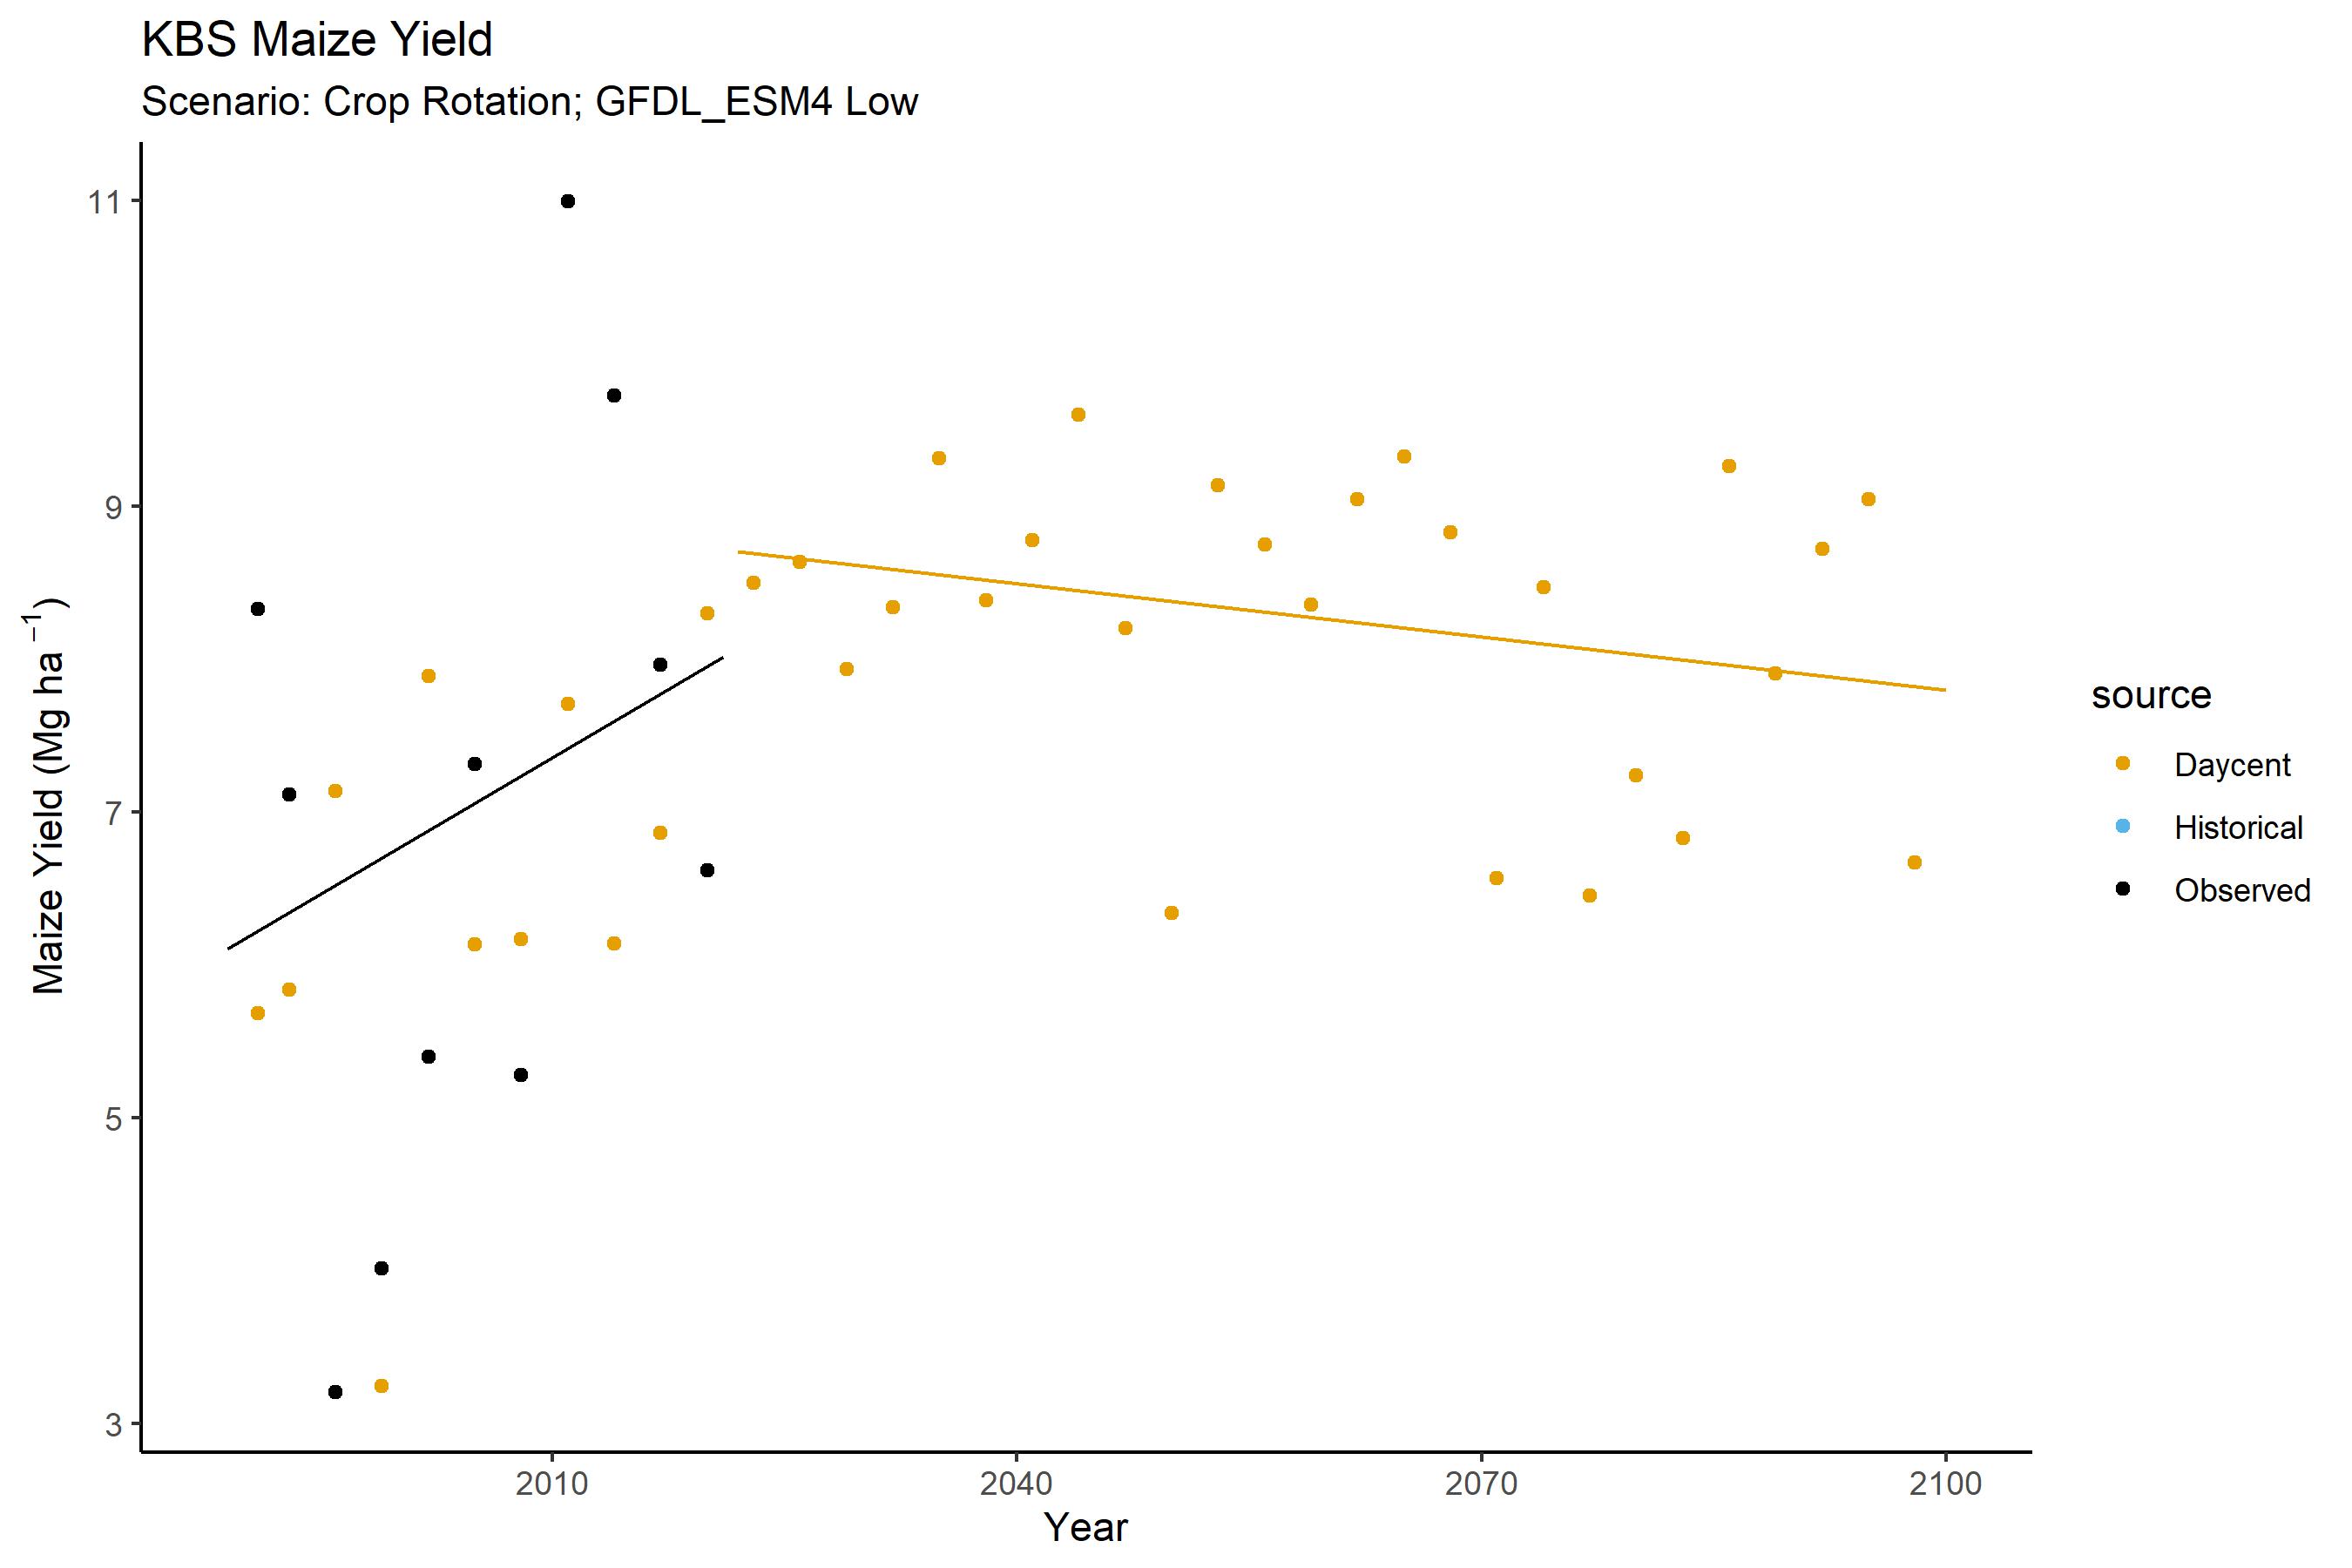 KBS Maize Yield
Scenario: Crop Rotation; GFDL_ESM4 Low
Maize Yield (Mg ha ⁻¹)
11
9
7
5
3
2010
2040
2070
2100
Year
source
Daycent
Historical
Observed